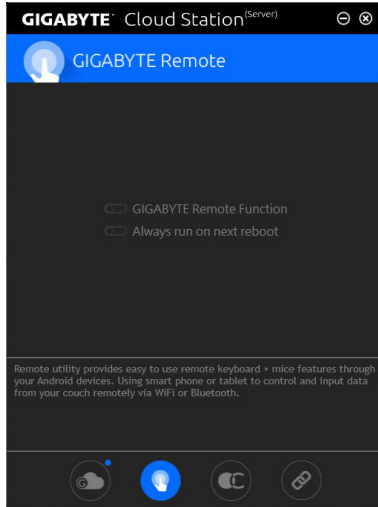 GIGABYTE™ Cloud Station(Server)
GIGABYTE Remote
GIGABYTE Remote Function
Always run on next reboot
Remote utility provides easy to use remote keyboard + mice features through
your Android devices. Using smart phone or tablet to control and input data
from your couch remotely via WiFi or Bluetooth.